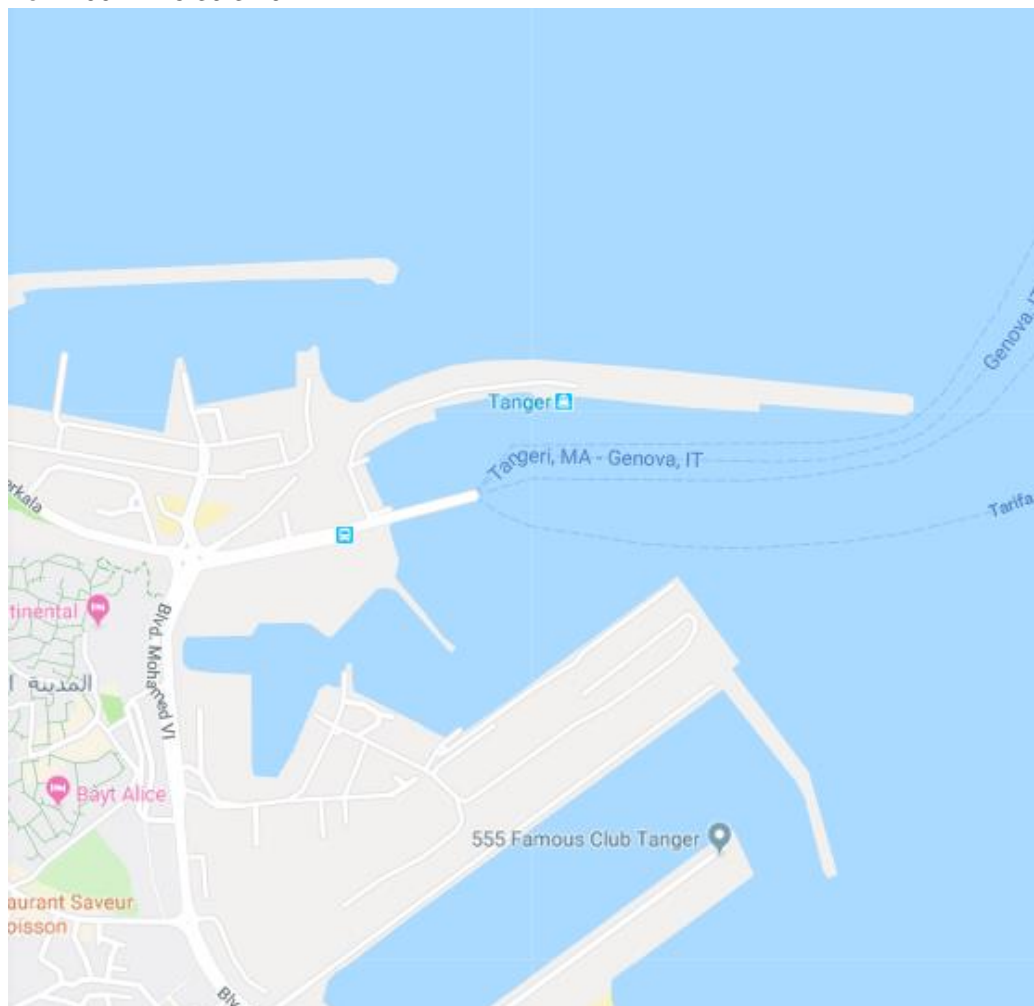 Genova, IT
Tanger
Tangeri, MA - Genova, IT
Tarifa
erkala
tinental
Blvd. Mohamed VI
المدينة ا
Bayt Alice
555 Famous Club Tanger
aurant Saveur
oisson
Blv